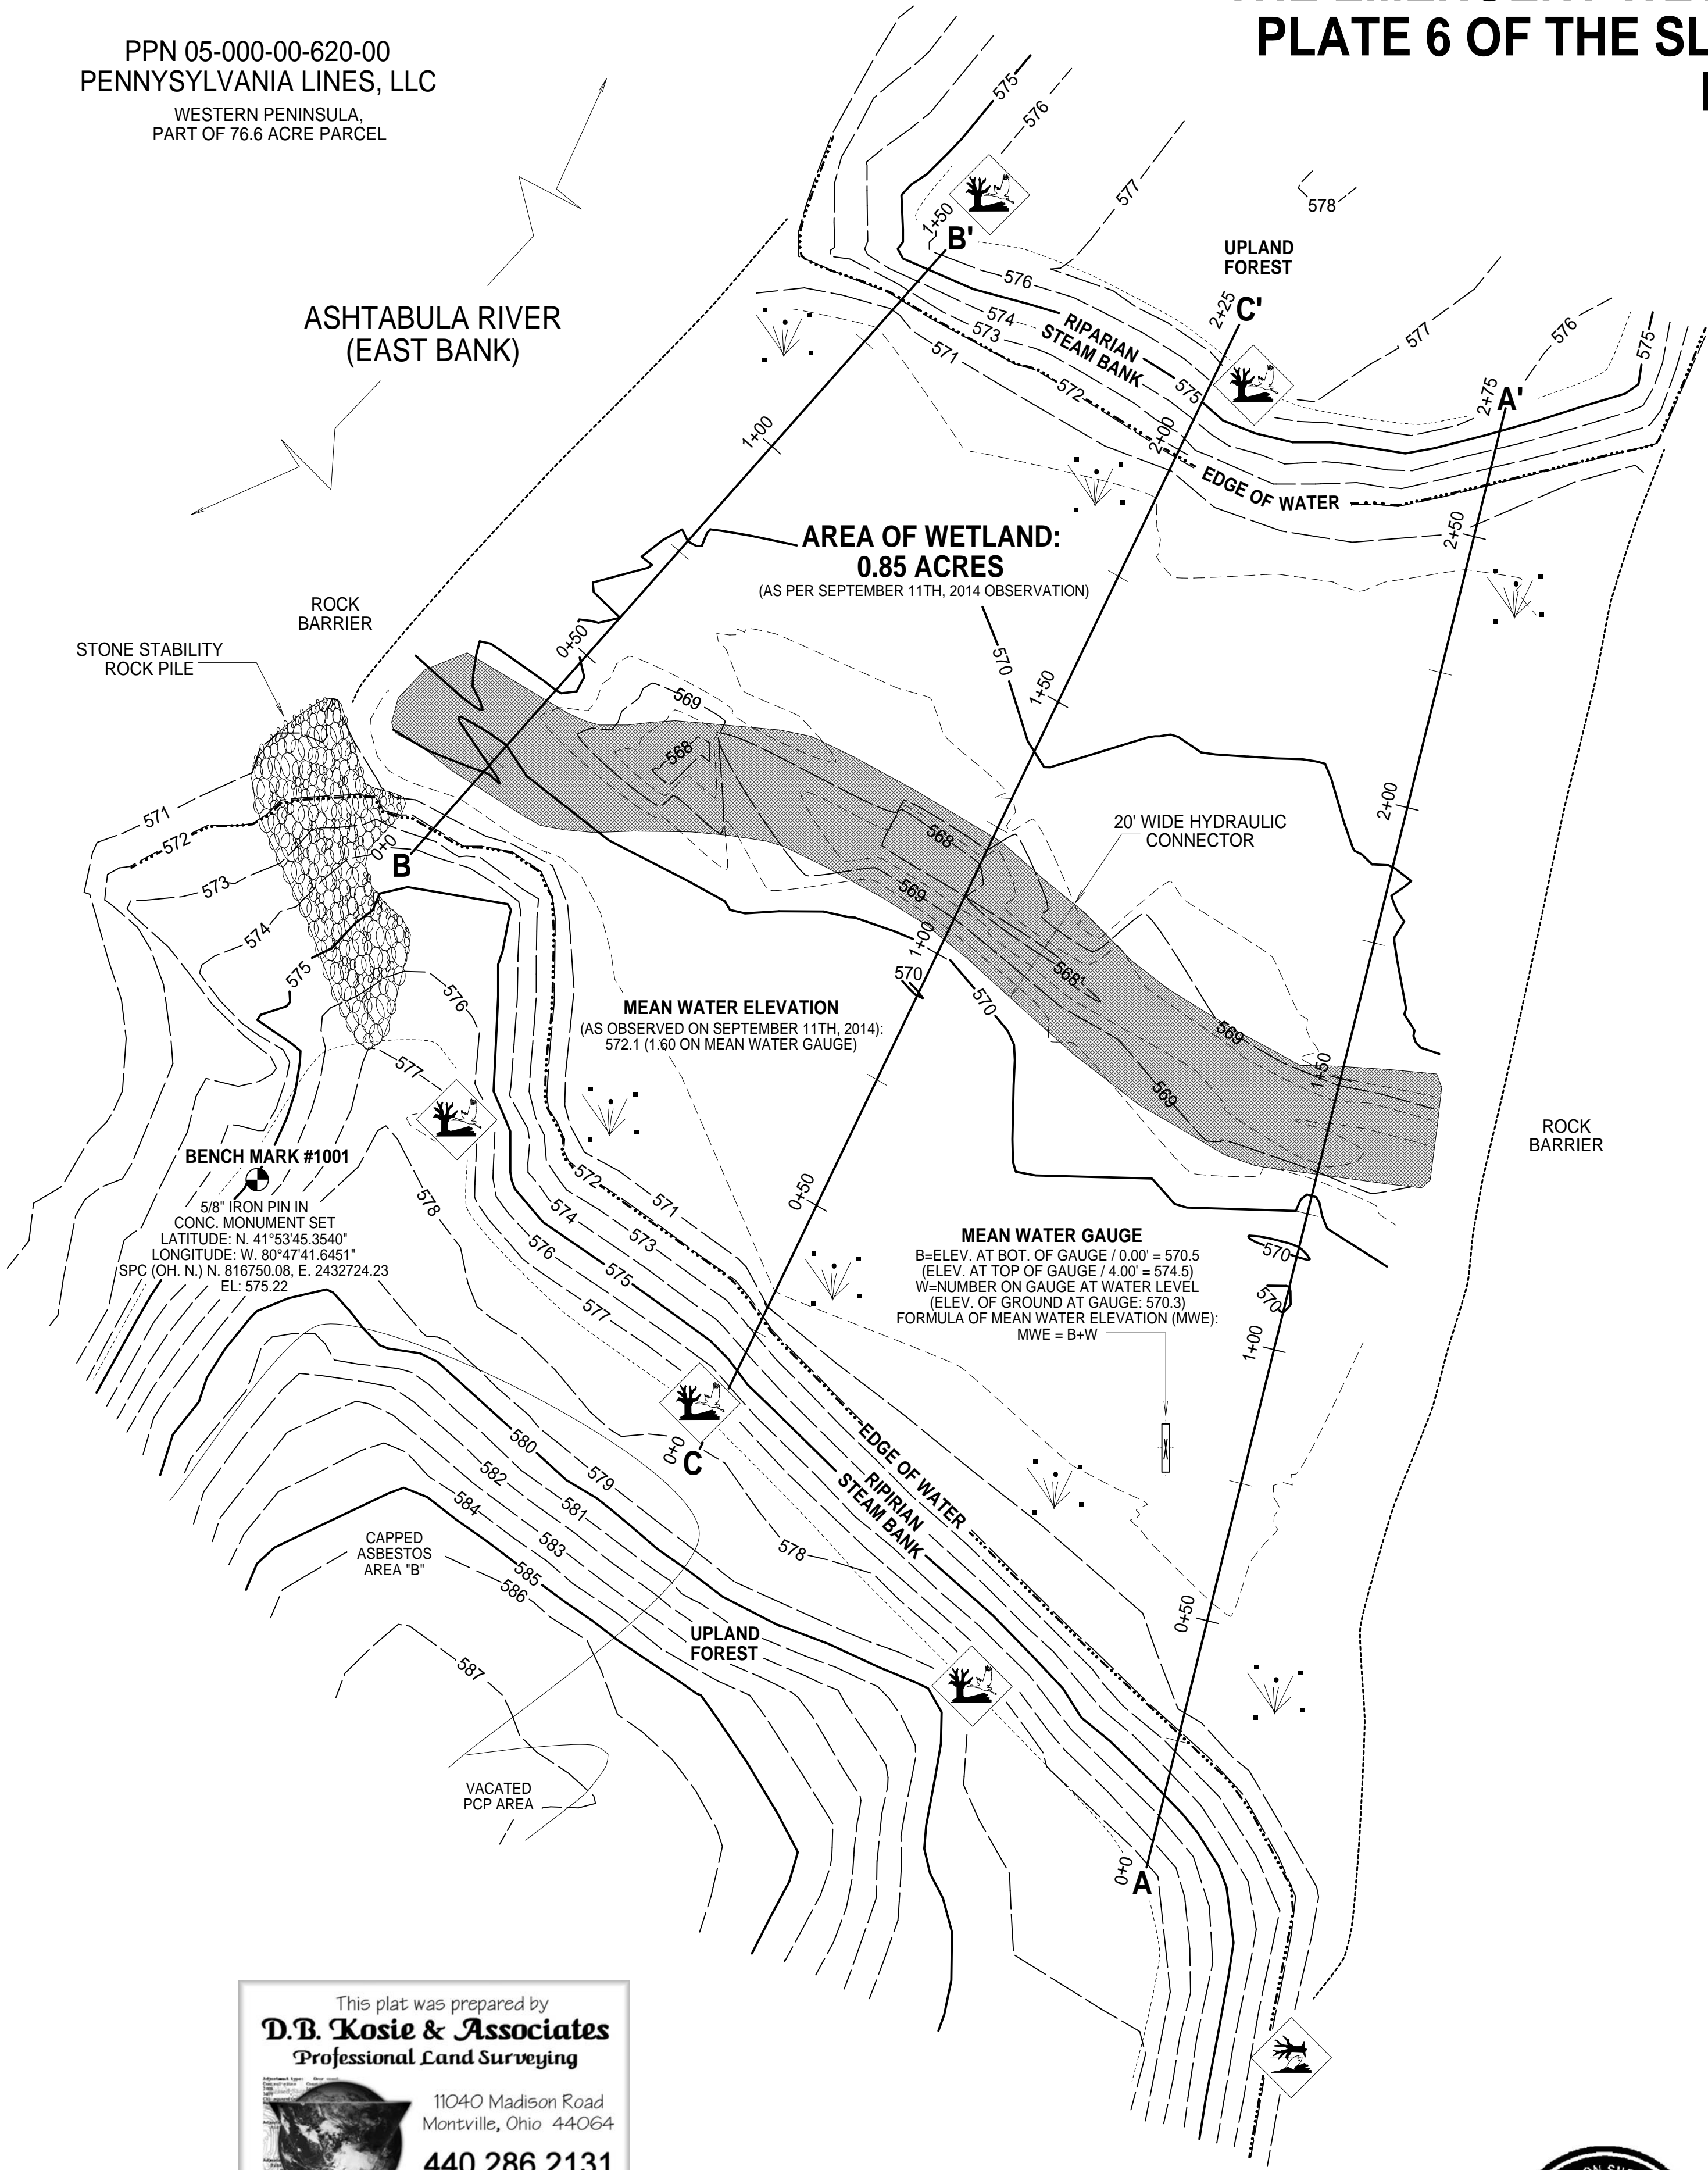 PLATE 6 OF THE SL
PPN 05-000-00-620-00
PENNYSYLVANIA LINES, LLC
WESTERN PENINSULA,
PART OF 76.6 ACRE PARCEL
575
576
577
578
1+50
B'
UPLAND
FOREST
2+25
C'
ASHTABULA RIVER
(EAST BANK)
576
574
573
571
572
RIPARIAN
STEAM BANK
575
577
576
575
2+75
A'
1+00
2+00
EDGE OF WATER
2+50
AREA OF WETLAND:
0.85 ACRES
(AS PER SEPTEMBER 11TH, 2014 OBSERVATION)
ROCK
BARRIER
STONE STABILITY
ROCK PILE
0+50
570
1+50
569
568
2+00
571
572
573
574
575
0+0
B
568
569
20' WIDE HYDRAULIC
CONNECTOR
1+00
570
570
568
576
577
MEAN WATER ELEVATION
(AS OBSERVED ON SEPTEMBER 11TH, 2014):
572.1 (1.60 ON MEAN WATER GAUGE)
569
569
1+50
ROCK
BARRIER
BENCH MARK #1001
5/8" IRON PIN IN
CONC. MONUMENT SET
LATITUDE: N. 41°53'45.3540"
LONGITUDE: W. 80°47'41.6451"
SPC (OH. N.) N. 816750.08, E. 2432724.23
EL: 575.22
578
572
571
574
573
576
575
577
0+50
MEAN WATER GAUGE
B=ELEV. AT BOT. OF GAUGE / 0.00' = 570.5
(ELEV. AT TOP OF GAUGE / 4.00' = 574.5)
W=NUMBER ON GAUGE AT WATER LEVEL
(ELEV. OF GROUND AT GAUGE: 570.3)
FORMULA OF MEAN WATER ELEVATION (MWE):
MWE = B+W
570
570
1+00
0+0
C
EDGE OF WATER
RIPIRIAN
STEAM BANK
580
579
582
581
584
583
585
586
578
587
CAPPED
ASBESTOS
AREA "B"
UPLAND
FOREST
0+50
VACATED
PCP AREA
0+0
A
This plat was prepared by
D.B. Kosie & Associates
Professional Land Surveying
11040 Madison Road
Montville, Ohio 44064
440.286.2131